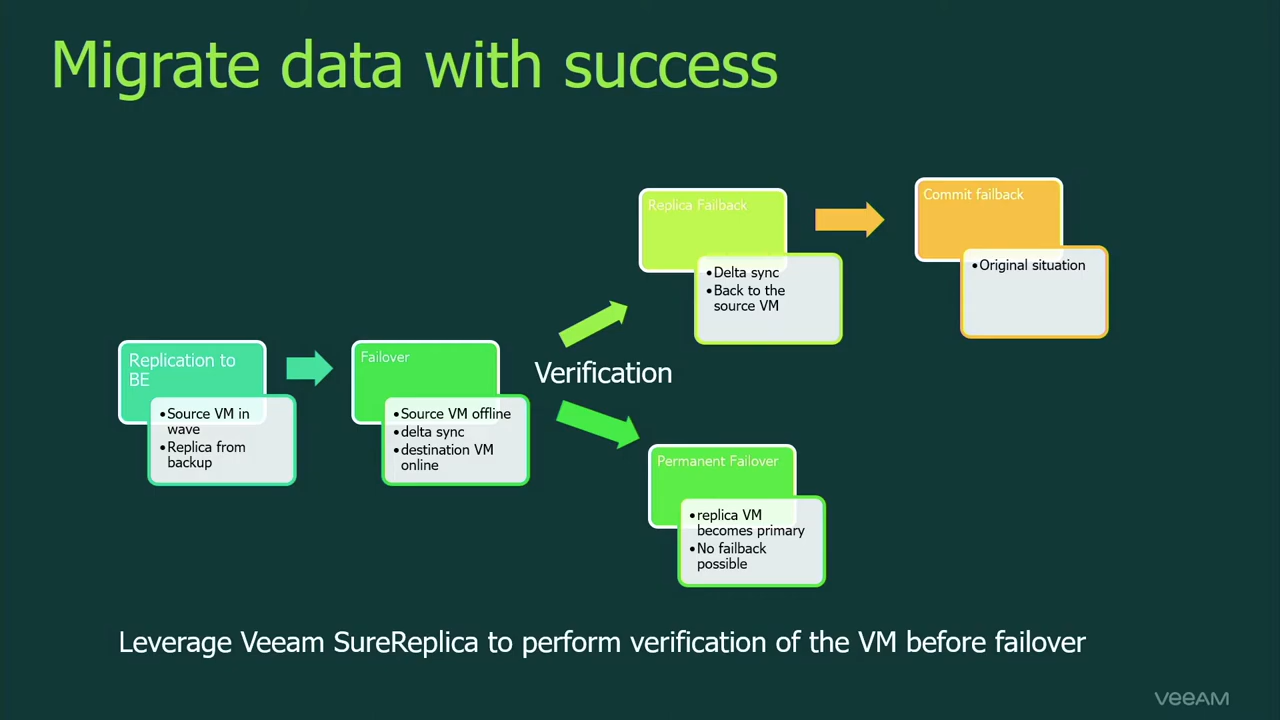 Migrate data with success
Replication to
BE
•Source VM in
wave
•Replica from
backup
Failover
•Source VM offline
•delta sync
•destination VM
online
Verification
Replica Failback
•Delta sync
•Back to the
source VM
Commit failback
•Original situation
Permanent Failover
•replica VM
becomes primary
•No failback
possible
Leverage Veeam SureReplica to perform verification of the VM before failover
veeAM